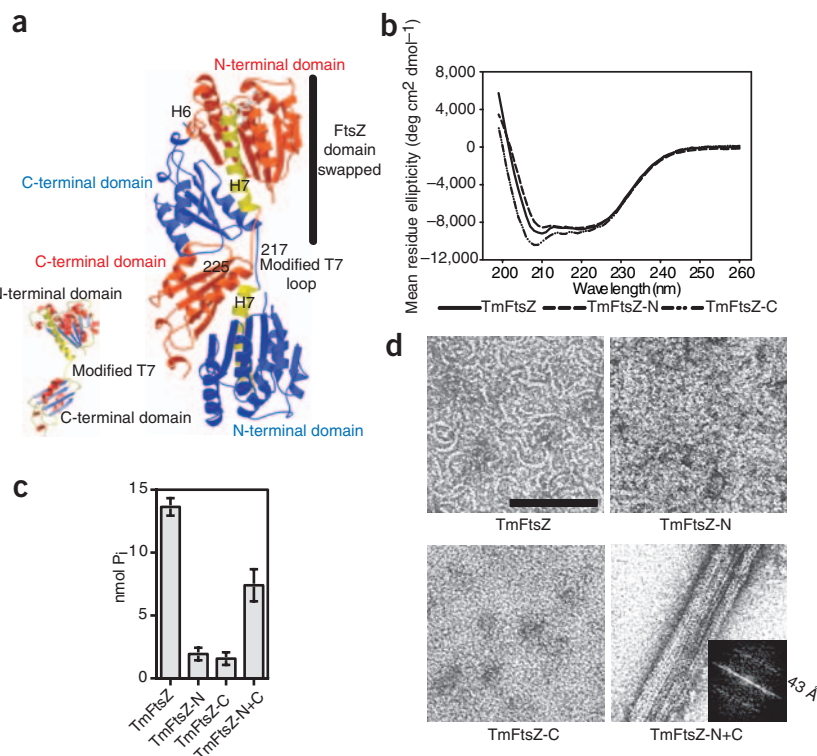 a
N-terminal domain
H6
FtsZ
domain
swapped
C-terminal domain
H7
C-terminal domain
217
225
Modified T7
loop
H7
N-terminal domain
Modified T7
C-terminal domain
N-terminal domain
b
Mean residue ellipticity (deg cm2 dmol–1)
8,000
4,000
0
–4,000
–8,000
–12,000
200 210 220 230 240 250 260
Wavelength(nm)
TmFtsZ TmFtsZ-N TmFtsZ-C
c
nmol Pi
15
10
5
0
TmFtsZ
TmFtsZ-N
TmFtsZ-C
TmFtsZ-N+C
d
TmFtsZ
TmFtsZ-N
43 Å
TmFtsZ-C
TmFtsZ-N+C